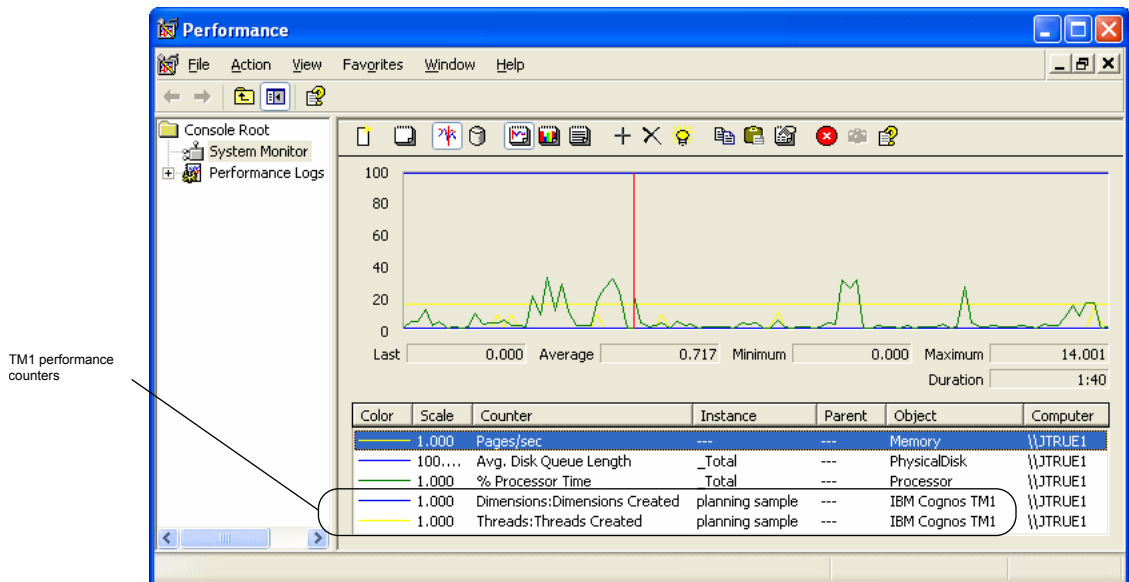 Performance
File Action View Favorites Window Help
Console Root
System Monitor
Performance Logs
100
80
60
40
20
0
Last 0.000 Average 0.717 Minimum 0.000 Maximum 14.001
Duration 1:40
TM1 performance
counters
Color Scale Counter Instance Parent Object Computer
1.000 Pages/sec --- --- Memory \\JTRUE1
100.... Avg. Disk Queue Length _Total --- PhysicalDisk \\JTRUE1
1.000 % Processor Time _Total --- Processor \\JTRUE1
1.000 Dimensions:Dimensions Created planning sample --- IBM Cognos TM1 \\JTRUE1
1.000 Threads:Threads Created planning sample --- IBM Cognos TM1 \\JTRUE1